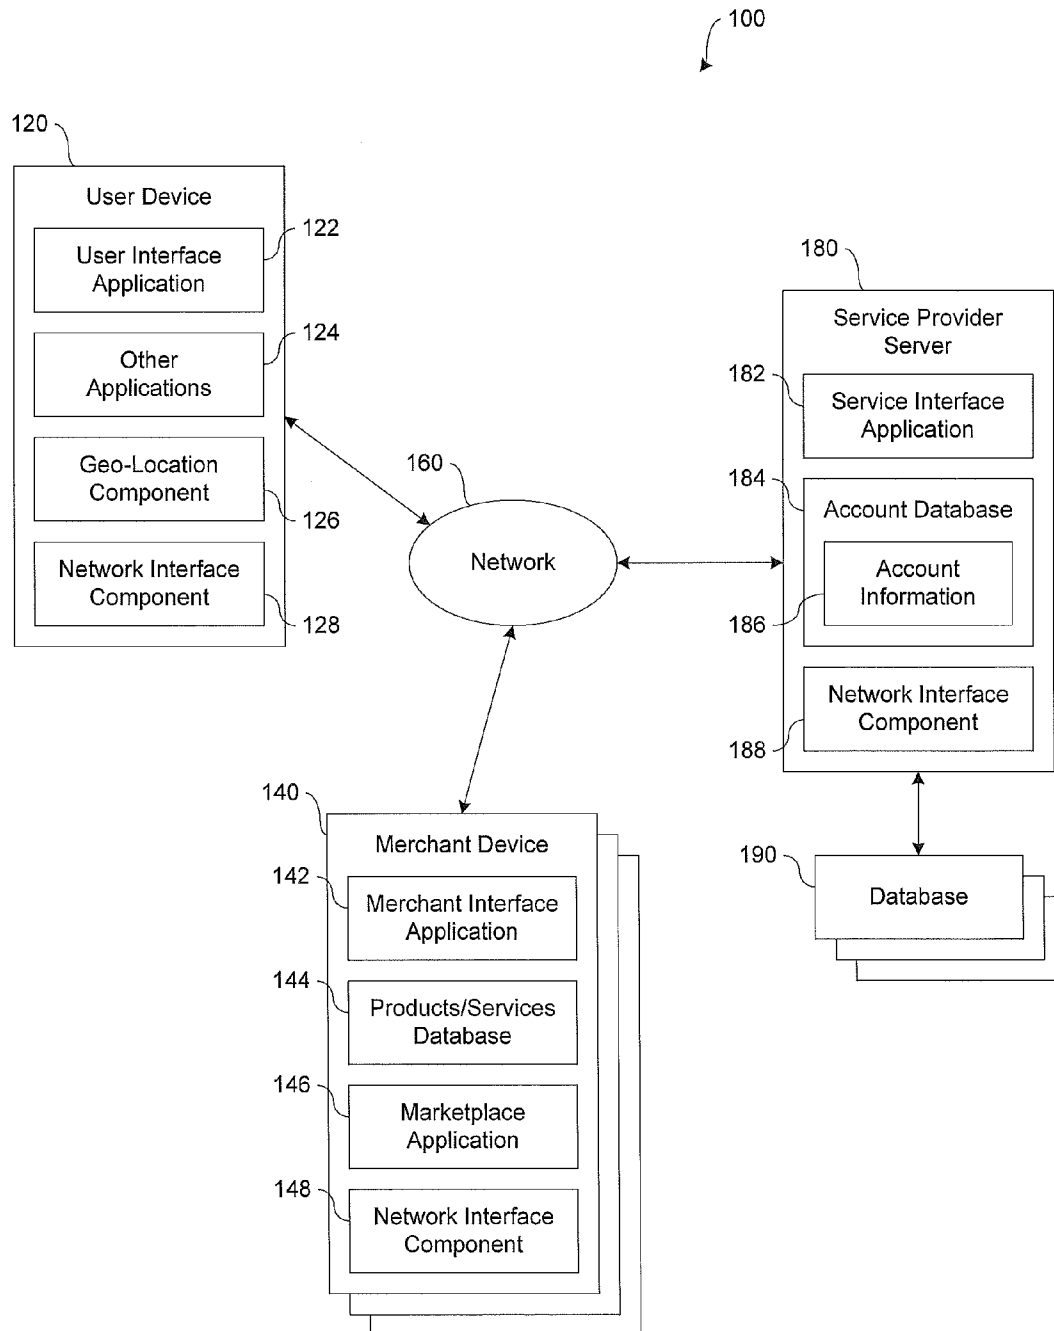 100
120
User Device
122
User Interface
Application
124
Other
Applications
Geo-Location
Component
126
Network Interface
Component
128
160
Network
180
Service Provider
Server
182
Service Interface
Application
184
Account Database
Account
Information
186
Network Interface
Component
188
190
Database
140
Merchant Device
142
Merchant Interface
Application
144
Products/Services
Database
146
Marketplace
Application
148
Network Interface
Component